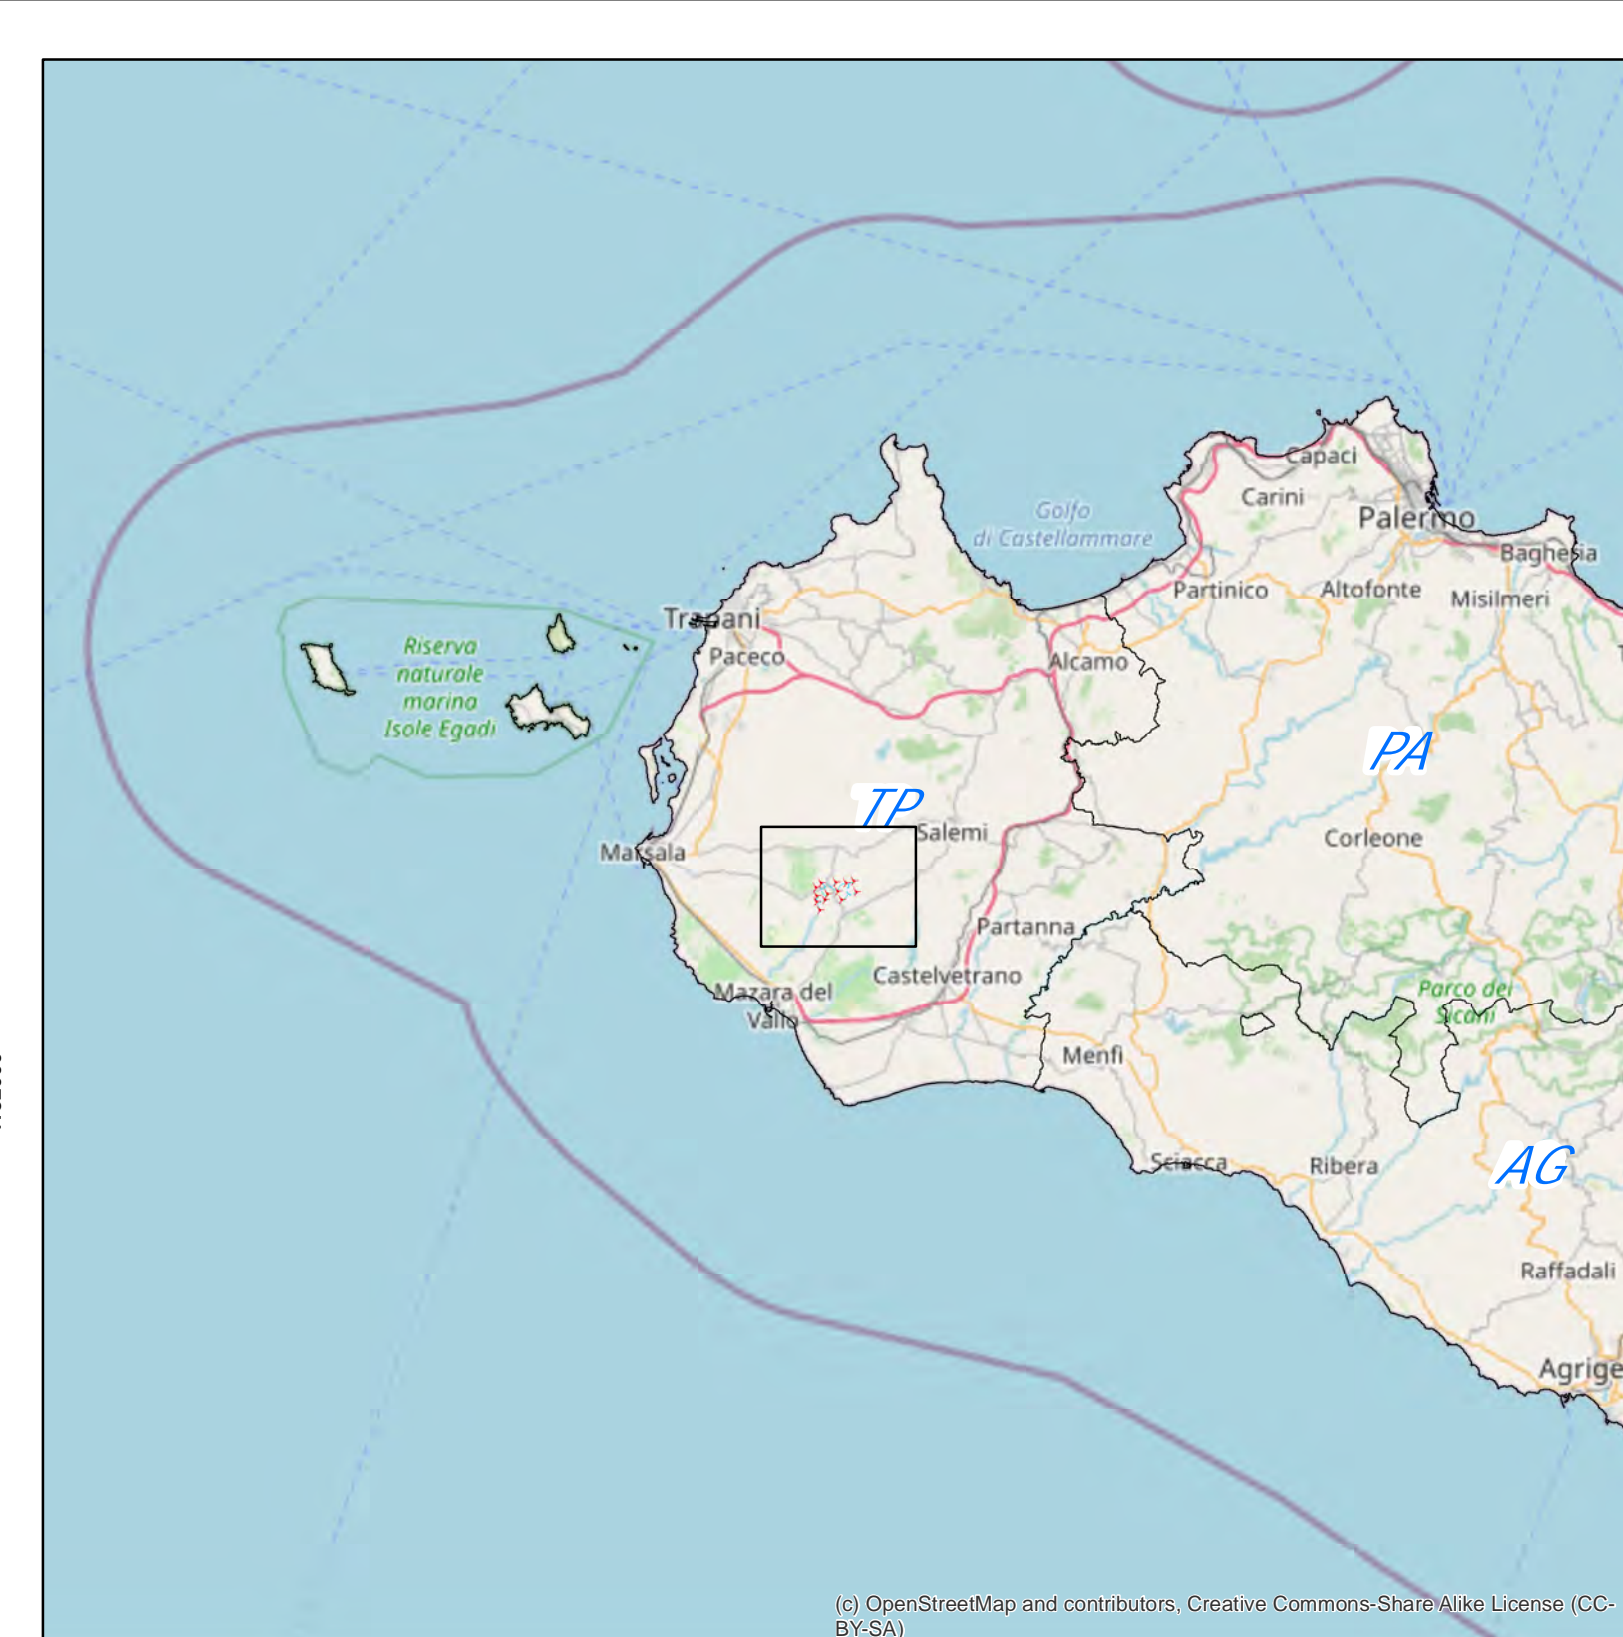 Capaci
Carini
Golfo
di Castellammare
Palermo
Bagheria
Partinico
Altofonte
Misilmeri
Trapani
Riserva
naturale
marina
Isole Egadi
Paceco
Alcamo
PA
TP
Salemi
Corleone
Marsala
Partanna
Castelvetrano
Mazara del
Vallo
Parco dei
Sicani
Menfi
Sciacca
Ribera
AG
Raffadali
Agrige
(c) OpenStreetMap and contributors, Creative Commons-Share Alike License (CC-
BY-SA)